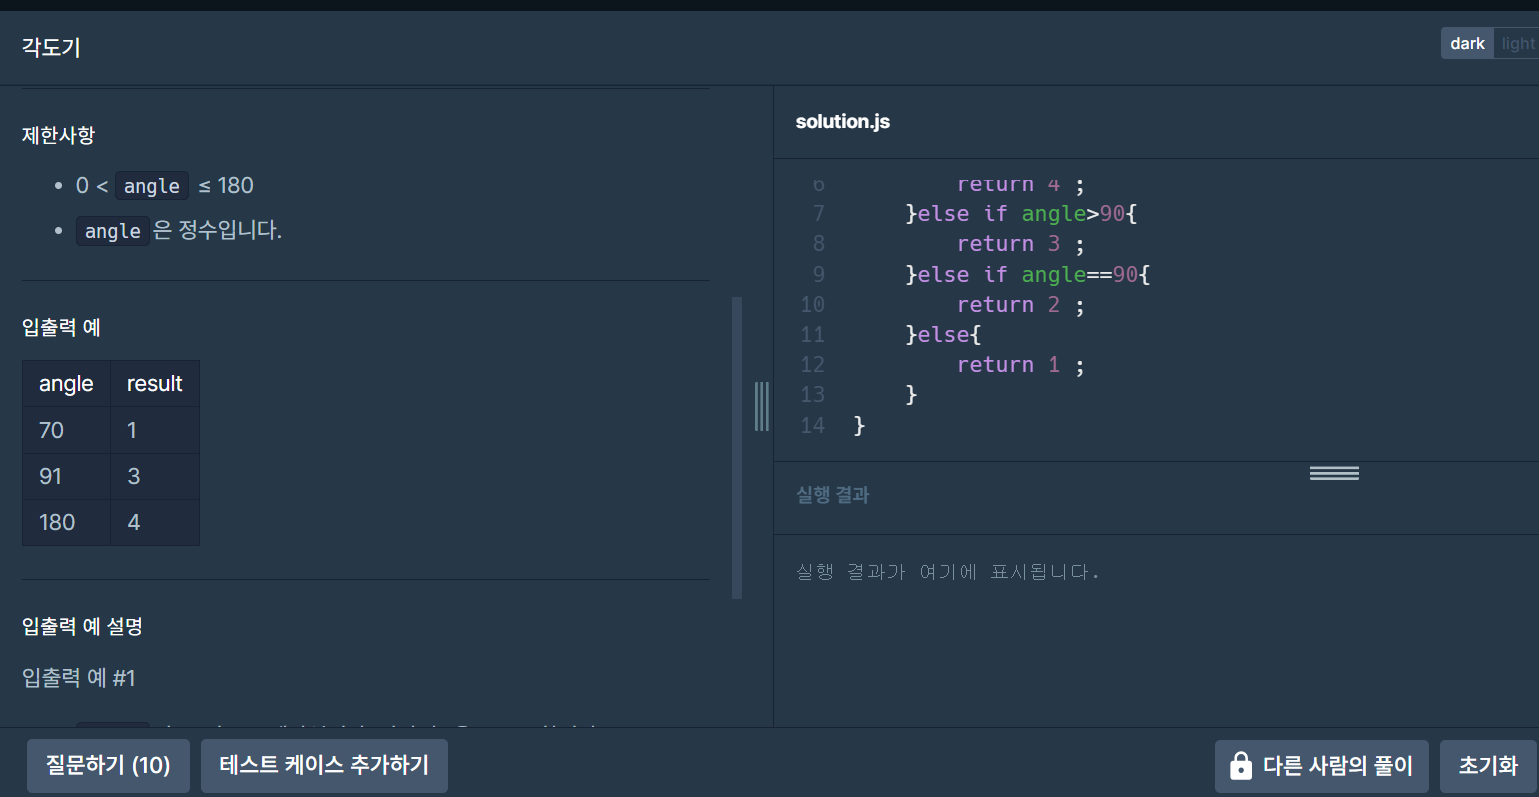 각도기
dark light
제한사항
• 0 < angle ≤ 180
• angle 은 정수입니다.
입출력 예
angle result
70 1
91 3
180 4
입출력 예 설명
입출력 예 #1
solution.js
6 return 4 ;
7 }else if angle>90{
8 return 3 ;
9 }else if angle==90{
10 return 2 ;
11 }else{
12 return 1 ;
13 }
14 }
실행 결과
실행 결과가 여기에 표시됩니다.
질문하기 (10) 테스트 케이스 추가하기 다른 사람의 풀이 초기화